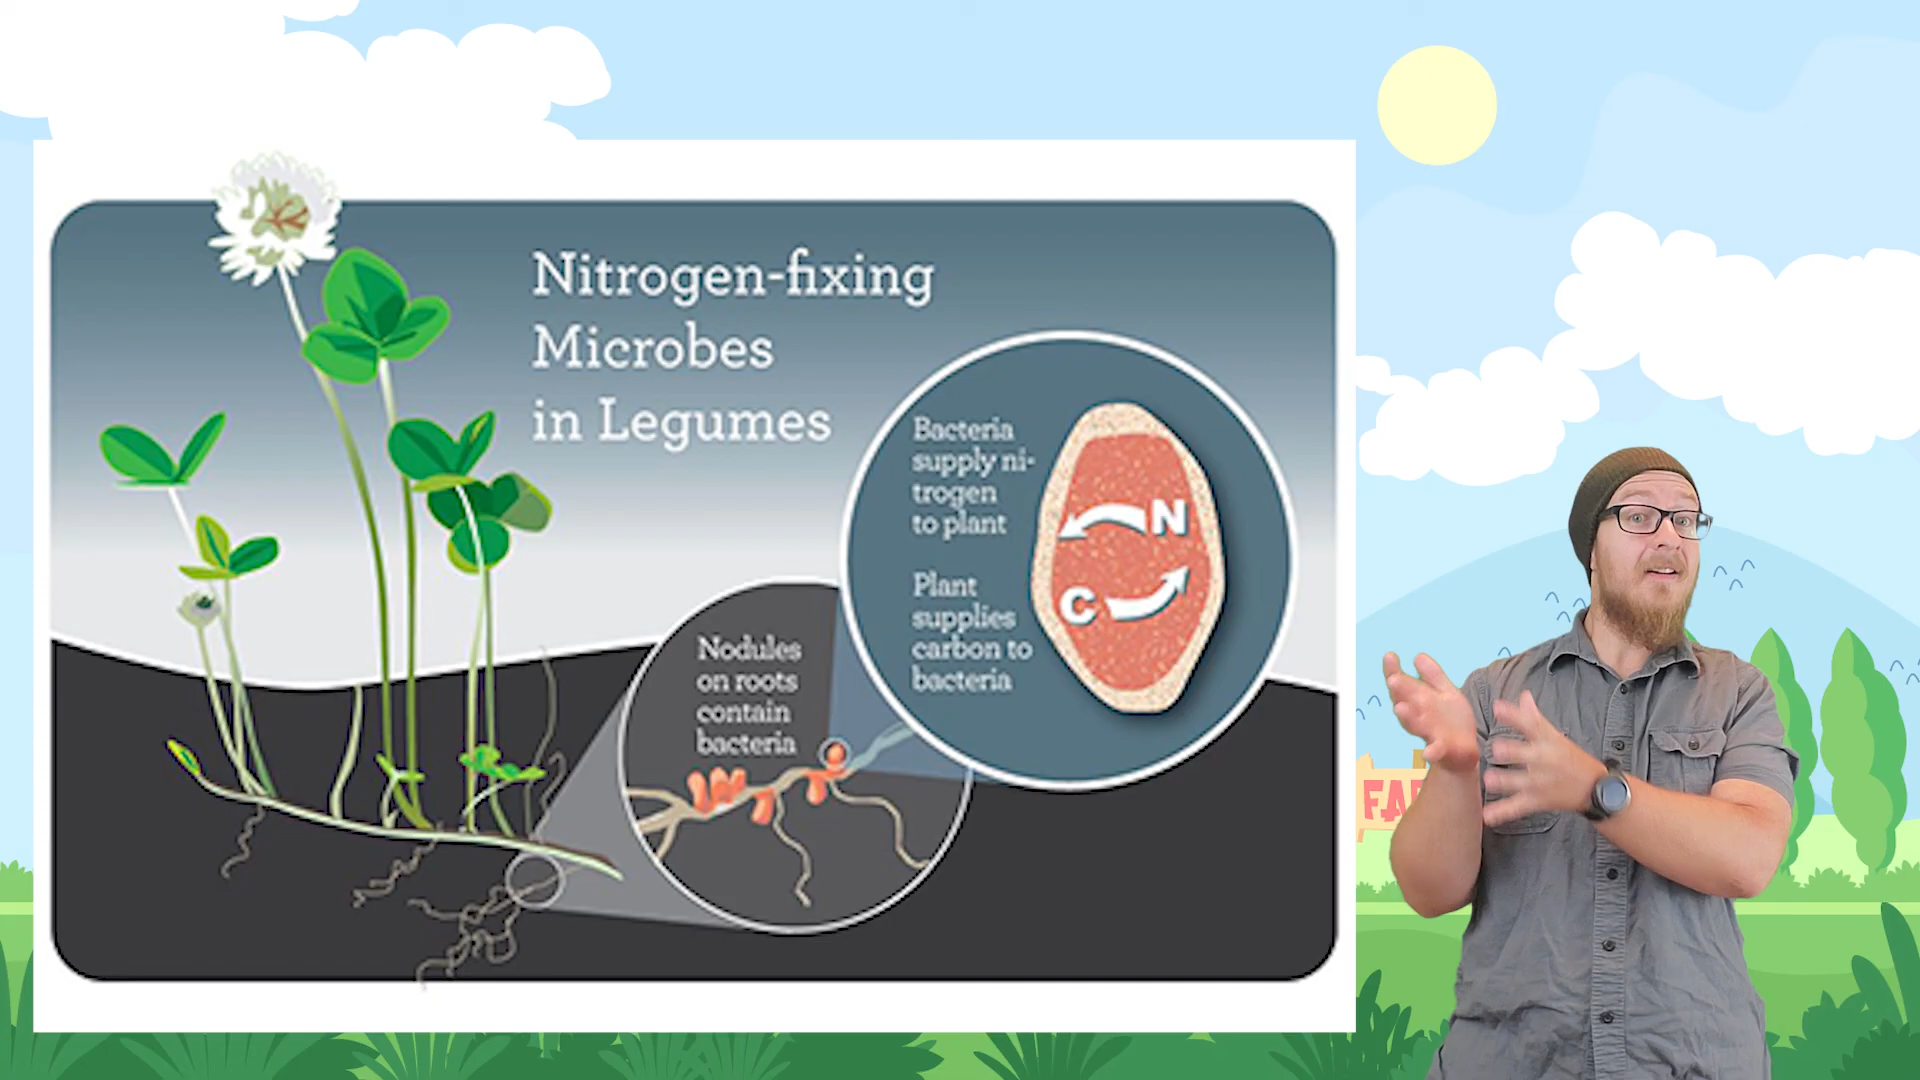 Nitrogen-fixing
Microbes
in Legumes
Bacteria
supply ni-
trogen
to plant
N
Plant
supplies
carbon to
bacteria
C
Nodules
on roots
contain
bacteria